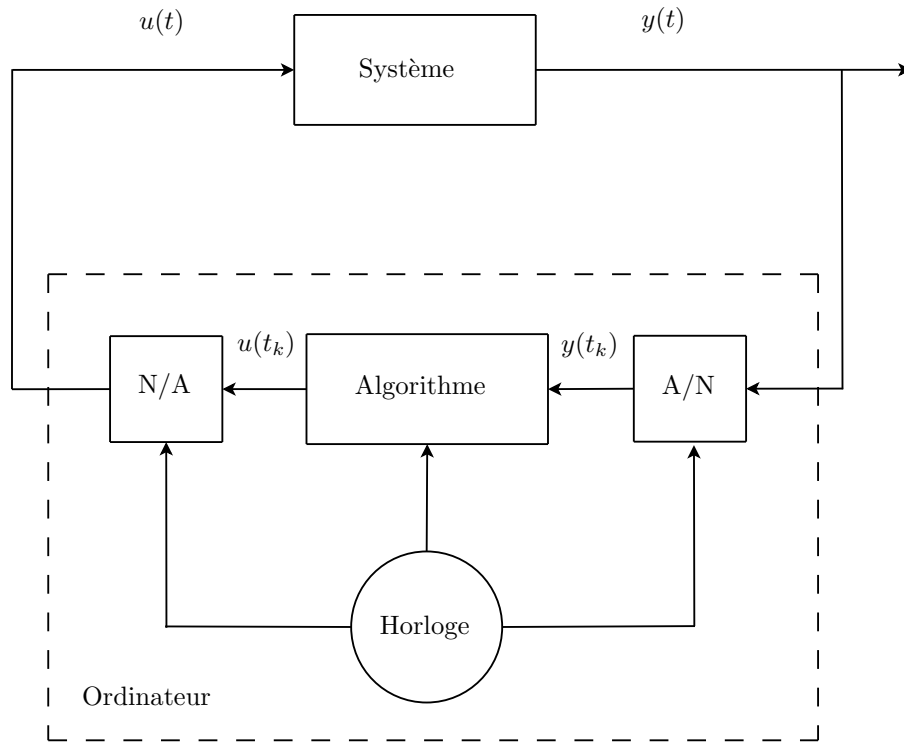 u(t)
y(t)
Système
u(t_k)
y(t_k)
N/A
Algorithme
A/N
Horloge
Ordinateur